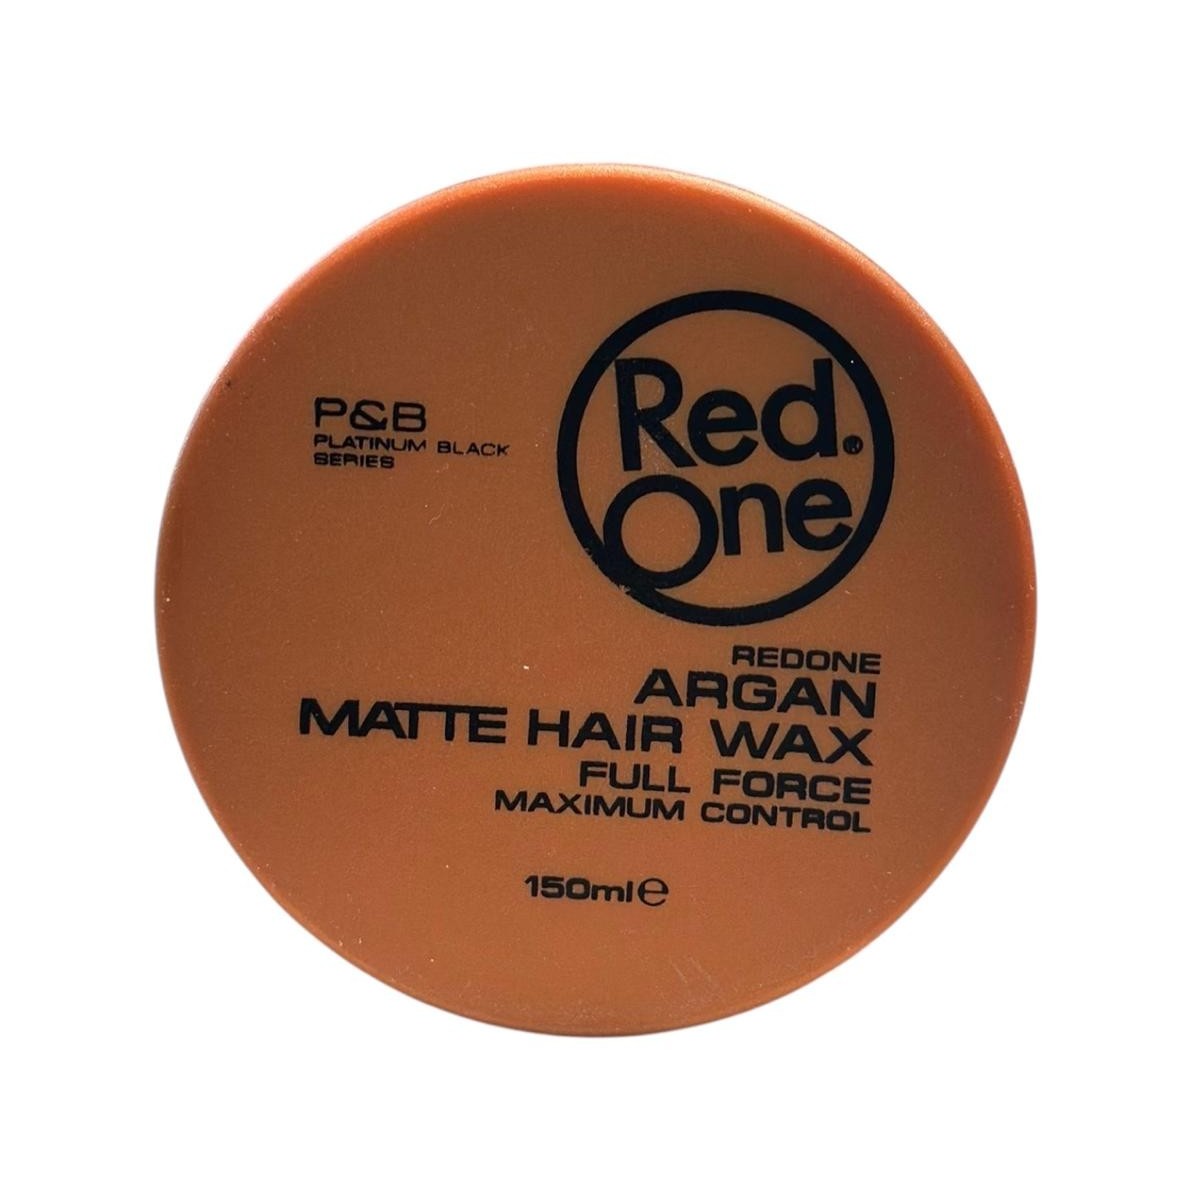 Red®
One
P&B
PLATINUM BLACK
SERIES
REDONE
ARGAN
MATTE HAIR WAX
FULL FORCE
MAXIMUM CONTROL
150ml ℮